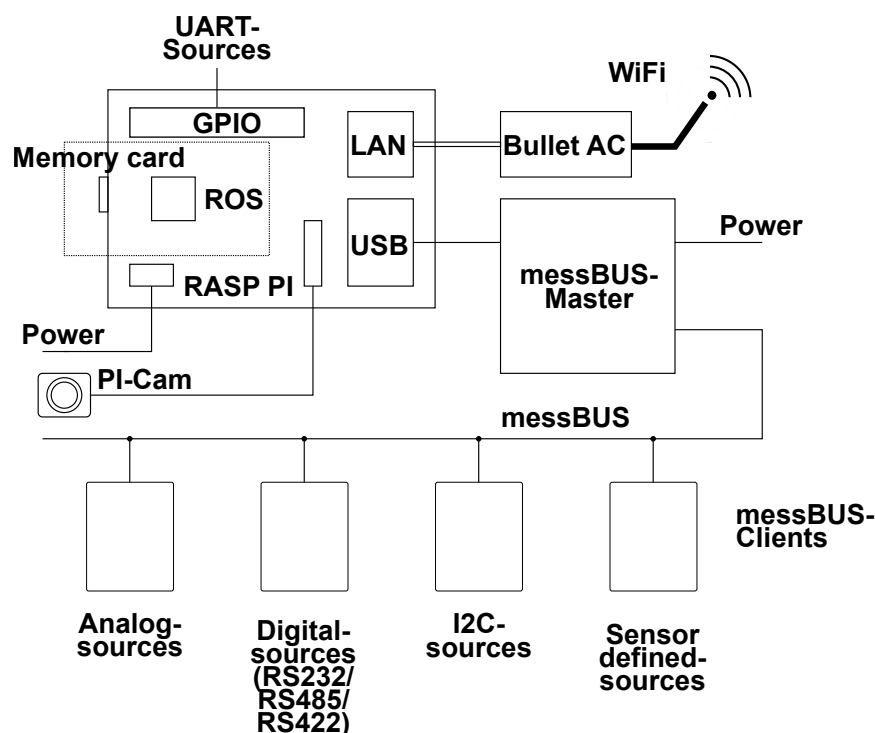 UART-
Sources
WiFi
GPIO
LAN
Bullet AC
Memory card
ROS
USB
Power
messBUS-
Master
RASP PI
Power
PI-Cam
messBUS
messBUS-
Clients
Analog-
sources
Digital-
sources
(RS232/
RS485/
RS422)
I2C-
sources
Sensor
defined-
sources